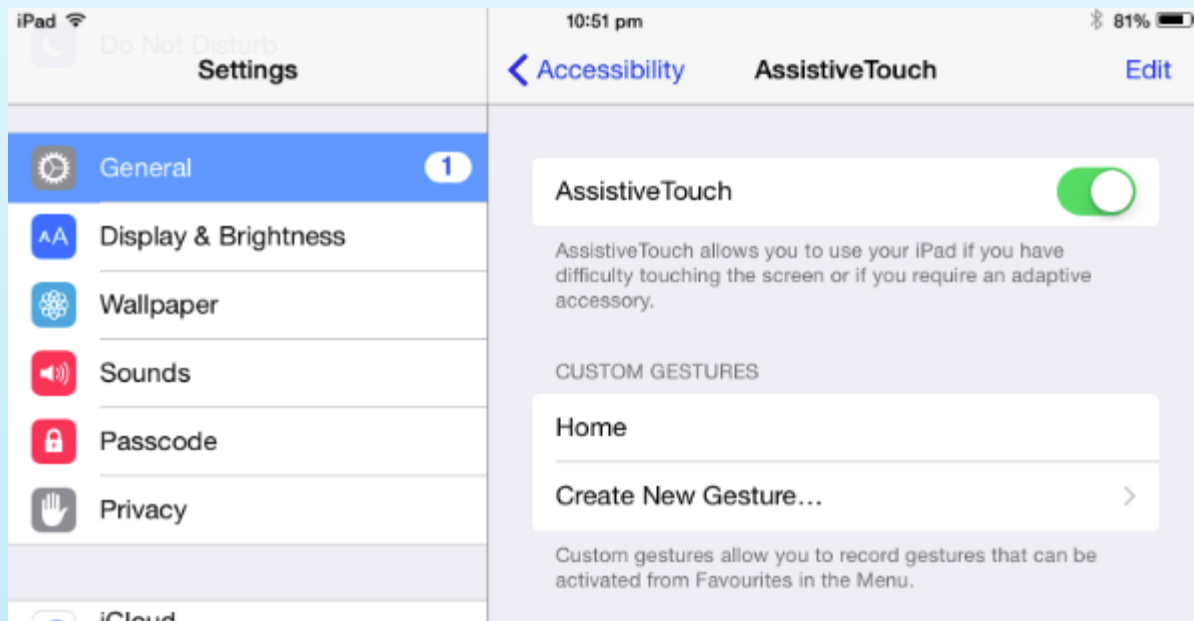 iPad
10:51 pm
81%
Do Not Disturb
Settings
Accessibility
AssistiveTouch
Edit
General
1
AA Display & Brightness
Wallpaper
Sounds
Passcode
Privacy
iCloud
AssistiveTouch
AssistiveTouch allows you to use your iPad if you have
difficulty touching the screen or if you require an adaptive
accessory.
CUSTOM GESTURES
Home
Create New Gesture...
Custom gestures allow you to record gestures that can be
activated from Favourites in the Menu.